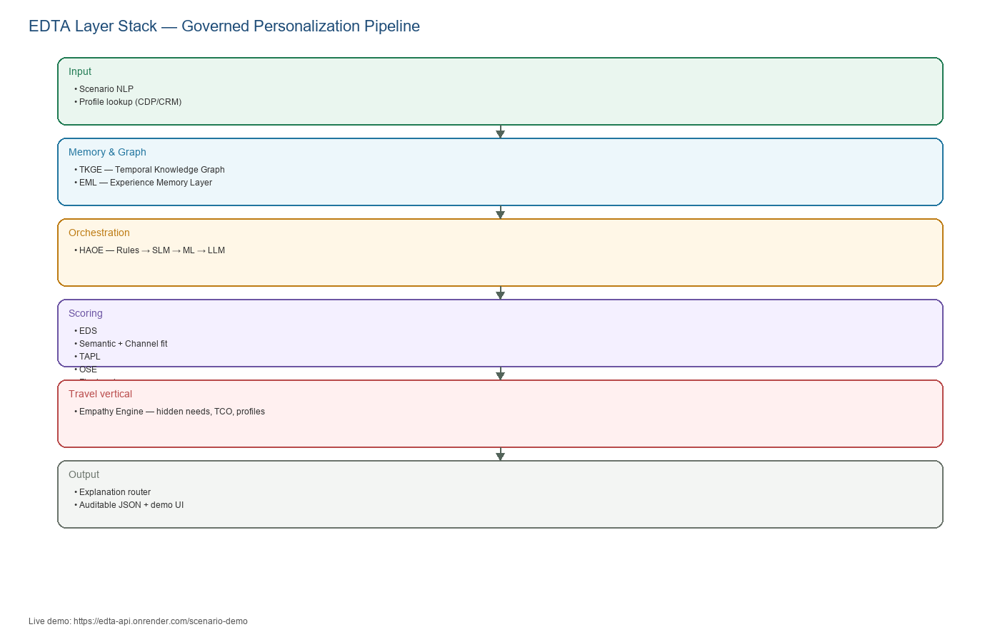 EDTA Layer Stack — Governed Personalization Pipeline
Input
• Scenario NLP
• Profile lookup (CDP/CRM)
Memory & Graph
• TKGE — Temporal Knowledge Graph
• EML — Experience Memory Layer
Orchestration
• HAOE — Rules → SLM → ML → LLM
Scoring
• EDS
• Semantic + Channel fit
• TAPL
• OSE
Travel vertical
• Empathy Engine — hidden needs, TCO, profiles
Output
• Explanation router
• Auditable JSON + demo UI
Live demo: https://edta-api.onrender.com/scenario-demo